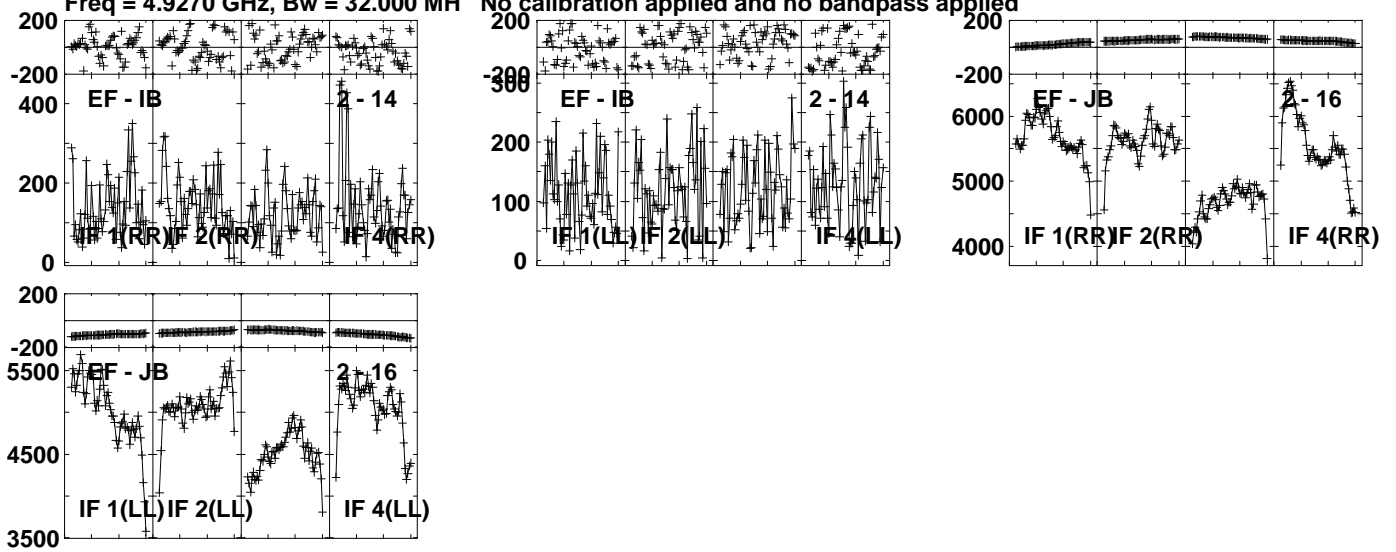 Freq = 4.9270 GHz, Bw = 32.000 MH No calibration applied and no bandpass applied
200
-200
EF - IB
2 - 14
400
200
0
IF 1(RR)
IF 2(RR)
IF 4(RR)
300
EF - IB
2 - 14
200
100
0
IF 1(LL)
IF 2(LL)
IF 4(LL)
200
-200
EF - JB
2 - 16
6000
5000
4000
IF 1(RR)
IF 2(RR)
IF 4(RR)
200
-200
EF - JB
2 - 16
5500
4500
3500
IF 1(LL)
IF 2(LL)
IF 4(LL)